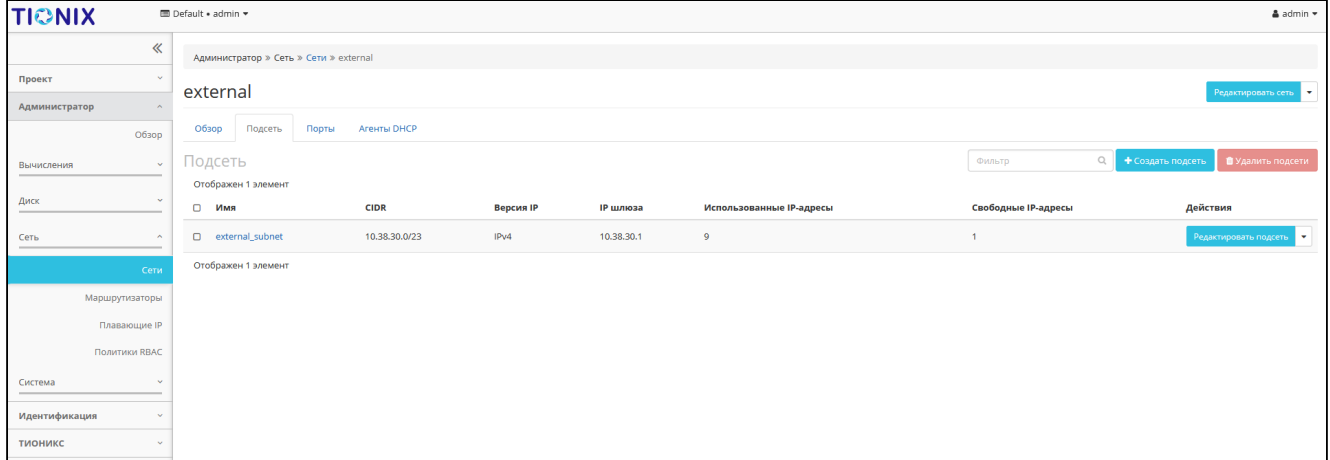 TIONIX
Default • admin
admin
Администратор » Сеть » Сети » external
Проект
Администратор
Обзор
Вычисления
Диск
Сеть
Сети
Маршрутизаторы
Плавающие IP
Политики RBAC
Система
Идентификация
ТИОНИКС
external
Редактировать сеть
Обзор Подсеть Порты Агенты DHCP
Подсеть
Фильтр
Создать подсеть
Удалить подсети
Отображен 1 элемент
Имя CIDR Версия IP IP шлюза Использованные IP-адресы Свободные IP-адресы Действия
external_subnet 10.38.30.0/23 IPv4 10.38.30.1 9 1 Редактировать подсеть
Отображен 1 элемент